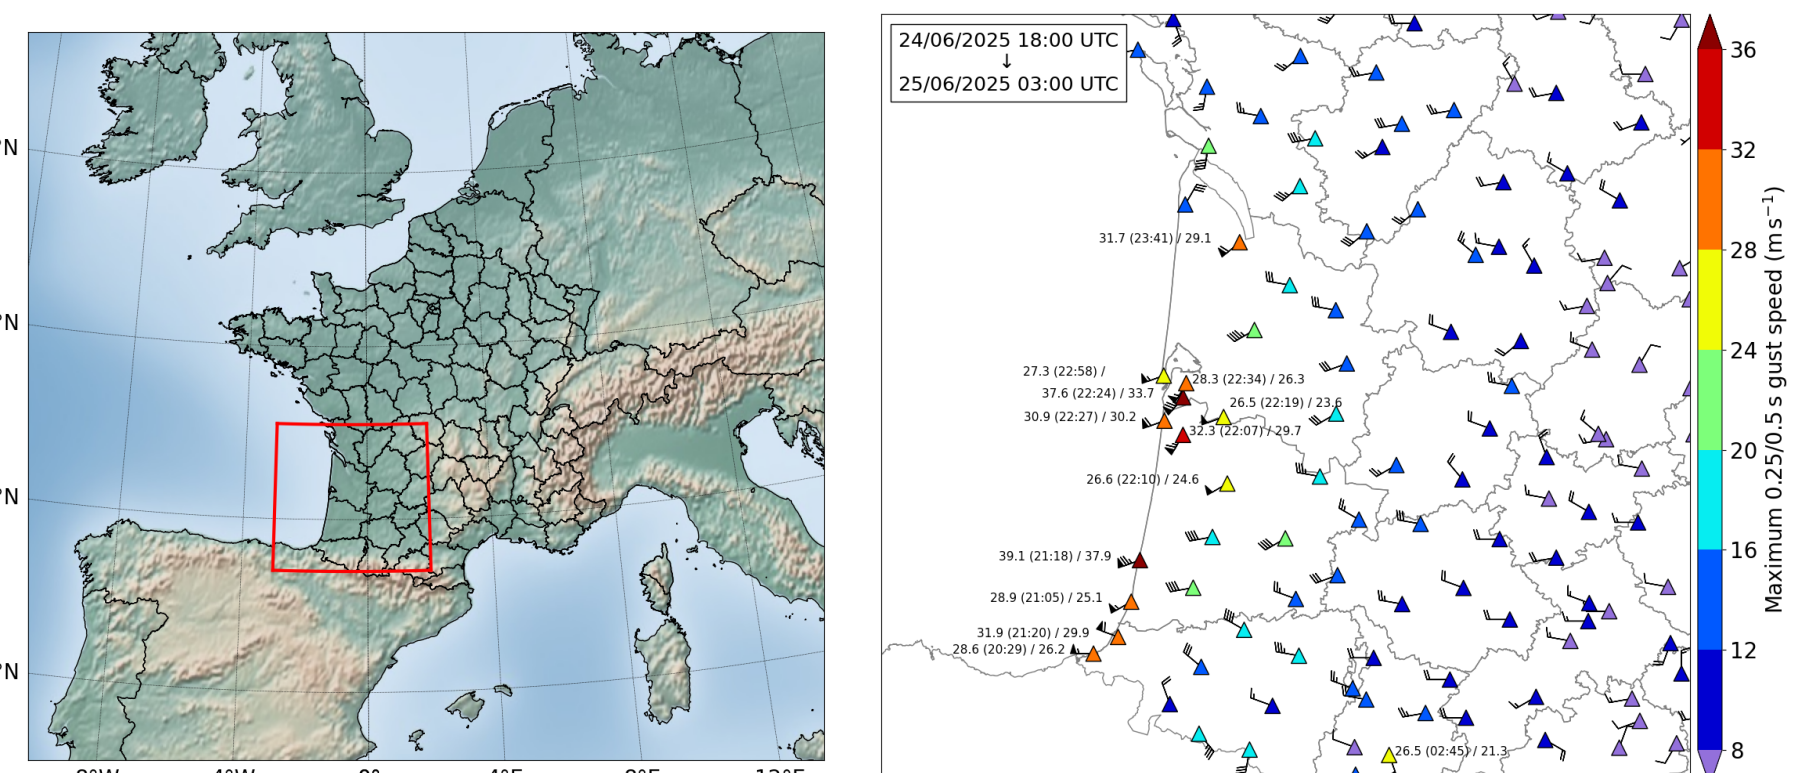 24/06/2025 18:00 UTC
↓
25/06/2025 03:00 UTC
31.7 (23:41) / 29.1
27.3 (22:58) /
28.3 (22:34) / 26.3
37.6 (22:24) / 33.7
26.5 (22:19) / 23.6
30.9 (22:27) / 30.2
32.3 (22:07) / 29.7
26.6 (22:10) / 24.6
39.1 (21:18) / 37.9
28.9 (21:05) / 25.1
31.9 (21:20) / 29.9
28.6 (20:29) / 26.2
26.5 (02:45) / 21.3
36
32
28
24
20
16
12
8
Maximum 0.25/0.5 s gust speed (m s⁻¹)
°N
°N
°N
°N
8°W
4°W
0°
4°E
8°E
12°E